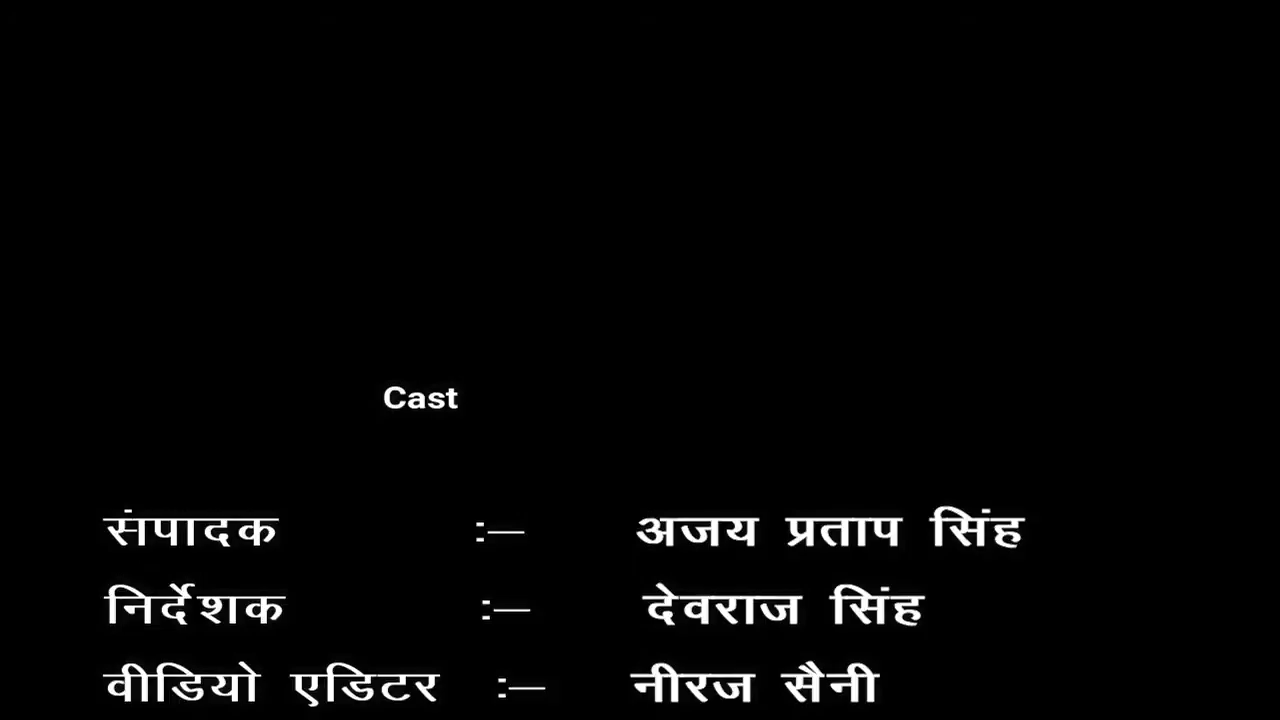 Cast
संपादक :— अजय प्रताप सिंह
निर्देशक :— देवराज सिंह
वीडियो एडिटर :— नीरज सैनी